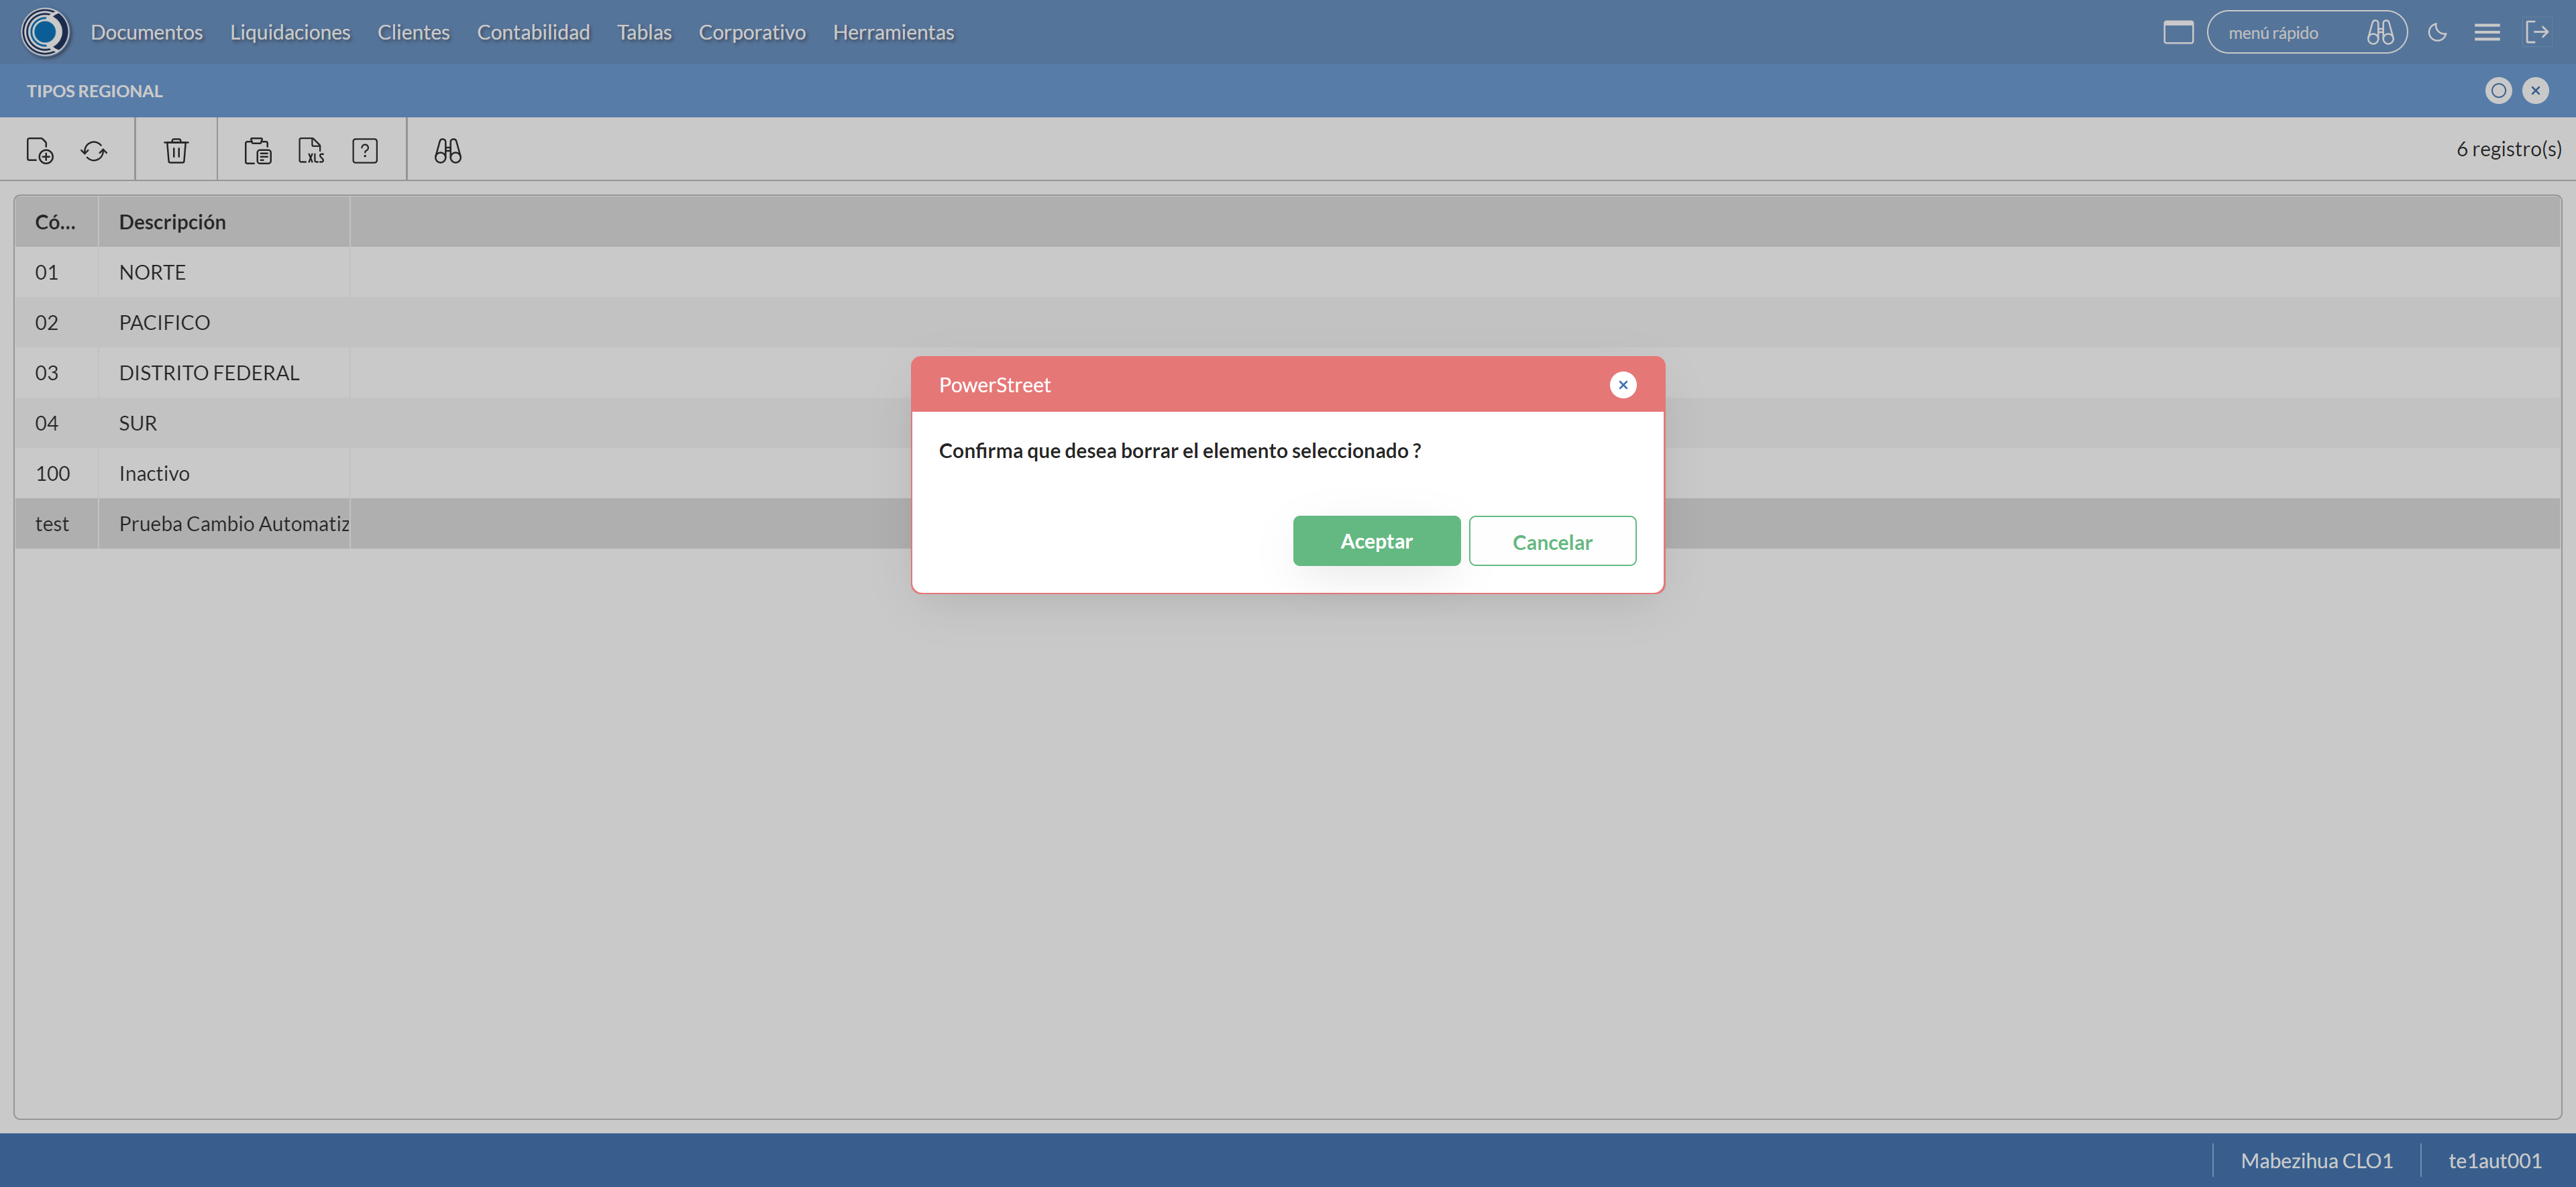 Documentos Liquidaciones Clientes Contabilidad Tablas Corporativo Herramientas menú rápido
TIPOS REGIONAL
XLS ? 6 registro(s)
Có... Descripción
01 NORTE
02 PACIFICO
03 DISTRITO FEDERAL
04 SUR
100 Inactivo
test Prueba Cambio Automatiz
PowerStreet
Confirma que desea borrar el elemento seleccionado ?
Aceptar Cancelar
Mabezihua CLO1 te1aut001